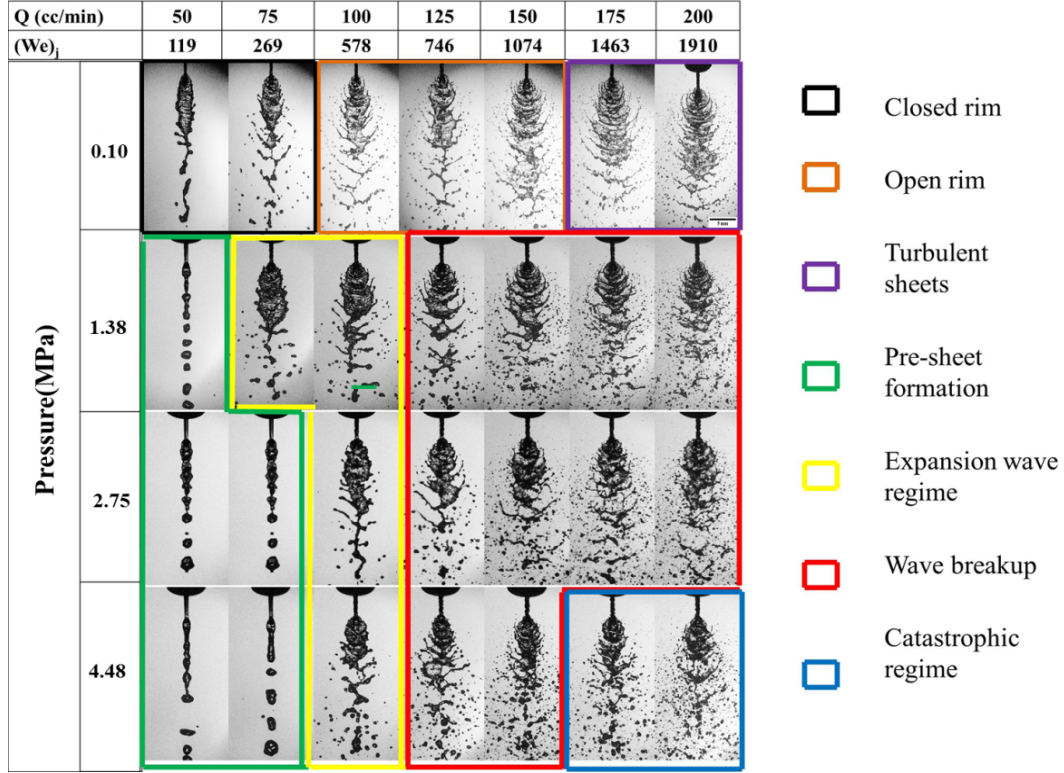 Q (cc/min) 50 75 100 125 150 175 200
(We)j 119 269 578 746 1074 1463 1910
Pressure(MPa)
0.10
1.38
2.75
4.48
Closed rim
Open rim
Turbulent
sheets
Pre-sheet
formation
Expansion wave
regime
Wave breakup
Catastrophic
regime